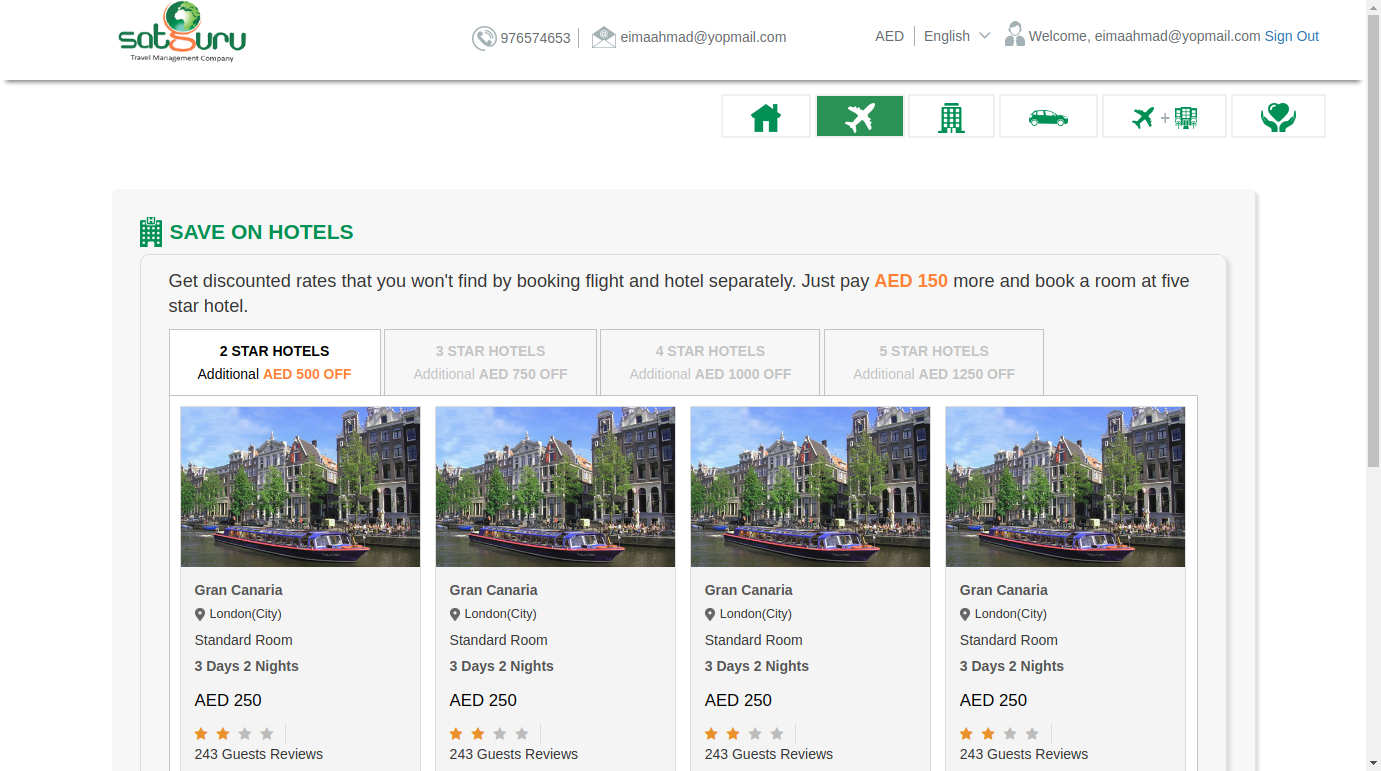 satguru
Travel Management Company
976574653
eimaahmad@yopmail.com
AED
English
Welcome, eimaahmad@yopmail.com Sign Out
+
SAVE ON HOTELS
Get discounted rates that you won't find by booking flight and hotel separately. Just pay AED 150 more and book a room at five
star hotel.
2 STAR HOTELS
Additional AED 500 OFF
3 STAR HOTELS
Additional AED 750 OFF
4 STAR HOTELS
Additional AED 1000 OFF
5 STAR HOTELS
Additional AED 1250 OFF
Gran Canaria
London(City)
Standard Room
3 Days 2 Nights
AED 250
243 Guests Reviews
Gran Canaria
London(City)
Standard Room
3 Days 2 Nights
AED 250
243 Guests Reviews
Gran Canaria
London(City)
Standard Room
3 Days 2 Nights
AED 250
243 Guests Reviews
Gran Canaria
London(City)
Standard Room
3 Days 2 Nights
AED 250
243 Guests Reviews